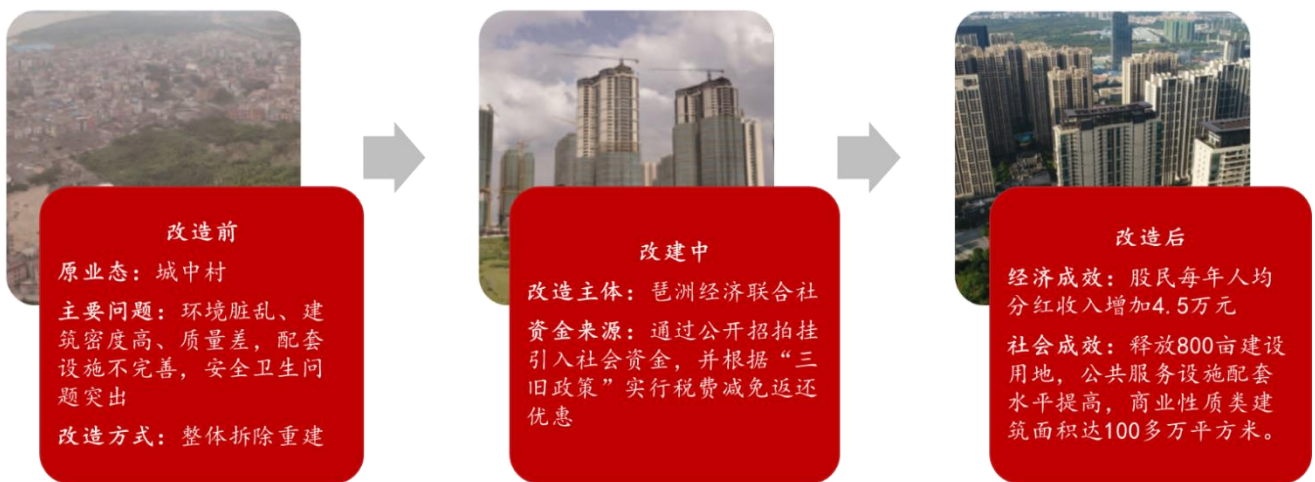 改造前
原业态：城中村
主要问题：环境脏乱、建
筑密度高、质量差，配套
设施不完善，安全卫生问
题突出
改造方式：整体拆除重建
改建中
改造主体：琶洲经济联合社
资金来源：通过公开招拍挂
引入社会资金，并根据“三
旧政策”实行税费减免返还
优惠
改造后
经济成效：股民每年人均
分红收入增加4.5万元
社会成效：释放800亩建设
用地，公共服务设施配套
水平提高，商业性质类建
筑面积达100多万平方米。